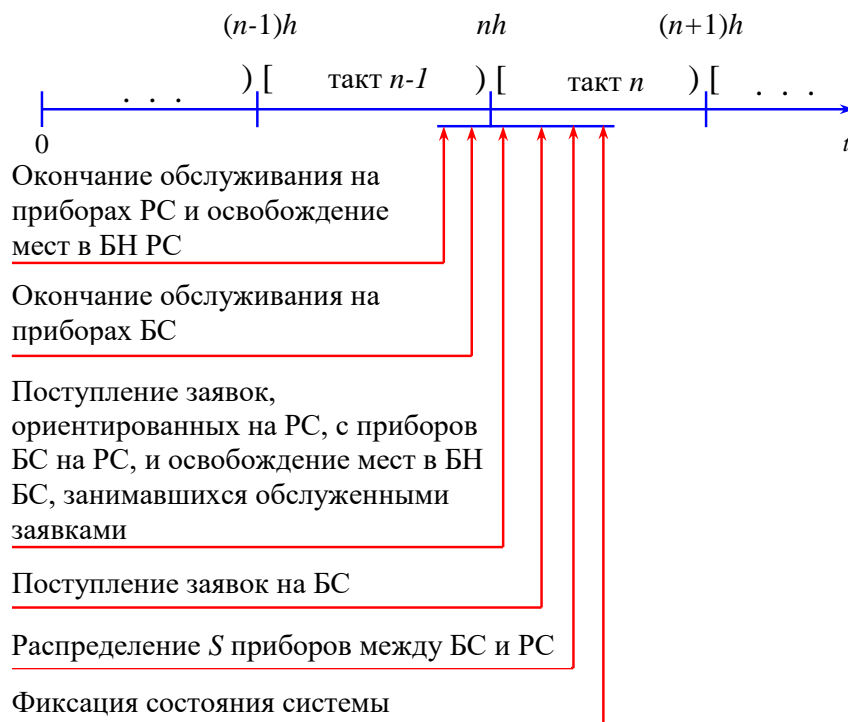 (n-1)h nh (n+1)h
. . . ) [ такт n-1 ) [ такт n ) [ . . .
0 t
Окончание обслуживания на
приборах РС и освобождение
мест в БН РС
Окончание обслуживания на
приборах БС
Поступление заявок,
ориентированных на РС, с приборов
БС на РС, и освобождение мест в БН
БС, занимавшихся обслуженными
заявками
Поступление заявок на БС
Распределение S приборов между БС и РС
Фиксация состояния системы